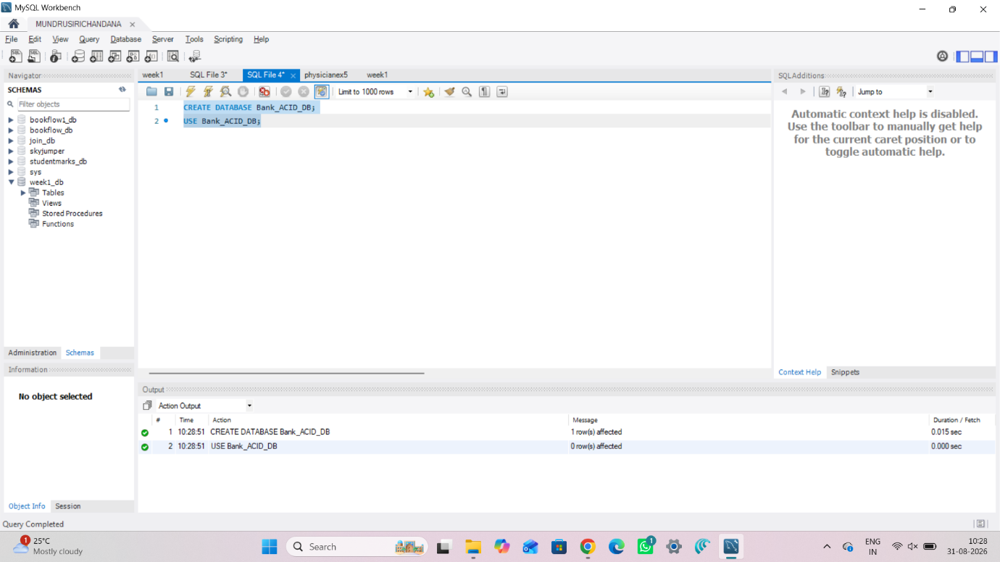 MySQL Workbench
MUNDRUSIRICHANDANA
File Edit View Query Database Server Tools Scripting Help
Navigator
SCHEMAS
Filter objects
bookflow1_db
bookflow_db
join_db
skyjumper
studentmarks_db
sys
week1_db
Tables
Views
Stored Procedures
Functions
Administration Schemas
Information
No object selected
Object Info Session
week1 SQL File 3* SQL File 4* physicianex5 week1
Limit to 1000 rows
1 CREATE DATABASE Bank_ACID_DB;
2 USE Bank_ACID_DB;
SQLAdditions
Jump to
Automatic context help is disabled.
Use the toolbar to manually get help
for the current caret position or to
toggle automatic help.
Context Help Snippets
Output
Action Output
# Time Action Message Duration / Fetch
1 10:28:51 CREATE DATABASE Bank_ACID_DB 1 row(s) affected 0.015 sec
2 10:28:51 USE Bank_ACID_DB 0 row(s) affected 0.000 sec
Query Completed
1
25°C
Mostly cloudy
Search
1
ENG
IN
10:28
31-08-2026